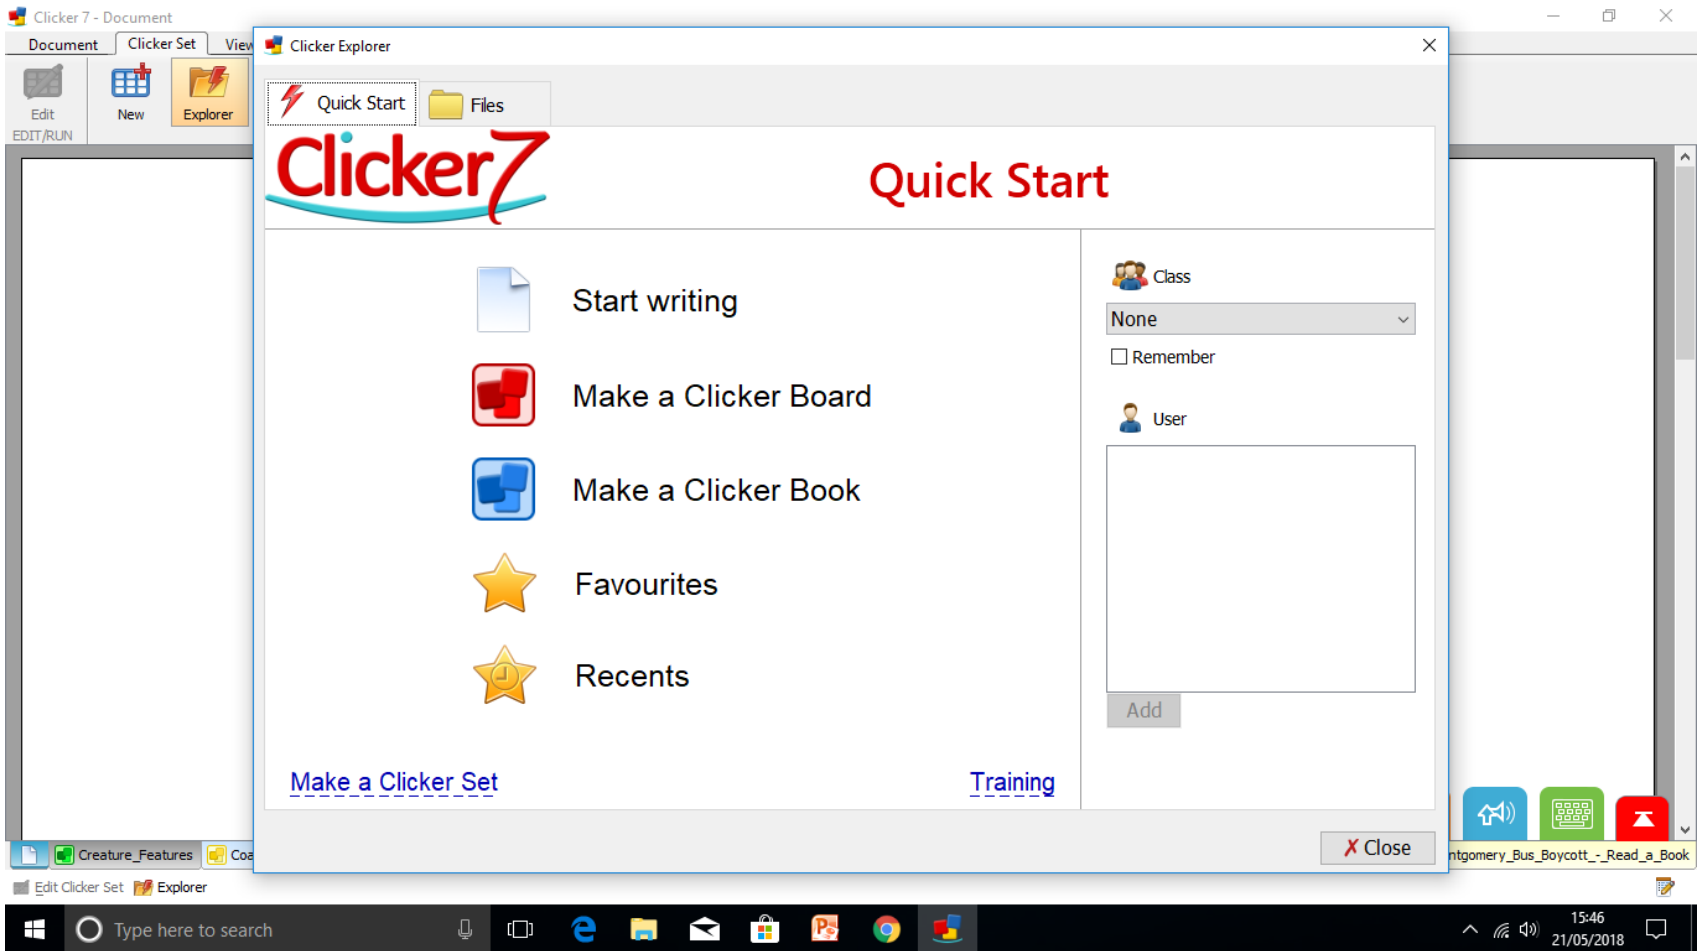 Clicker 7 - Document
Document
Clicker Set
View
Edit
New
Explorer
EDIT/RUN
Clicker Explorer
Quick Start
Files
Clicker 7
Quick Start
Start writing
Make a Clicker Board
Make a Clicker Book
Favourites
Recents
Make a Clicker Set
Training
Class
None
Remember
User
Add
Close
Creature_Features
Coa
ntgomery_Bus_Boycott_-_Read_a_Book
Edit Clicker Set
Explorer
Type here to search
15:46
21/05/2018